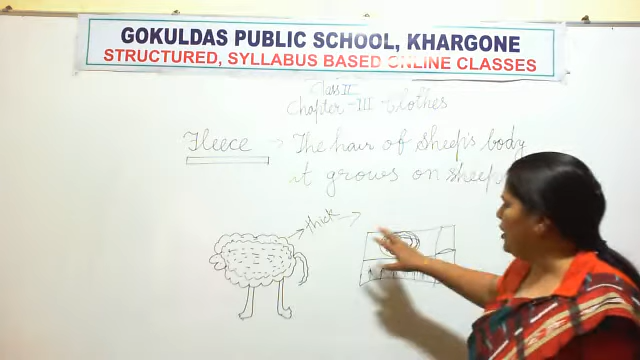 GOKULDAS PUBLIC SCHOOL, KHARGONE
STRUCTURED, SYLLABUS BASED ONLINE CLASSES
Class II
Chapter - III Clothes
Fleece → The hair of sheep's body
it grows on sheep
thick